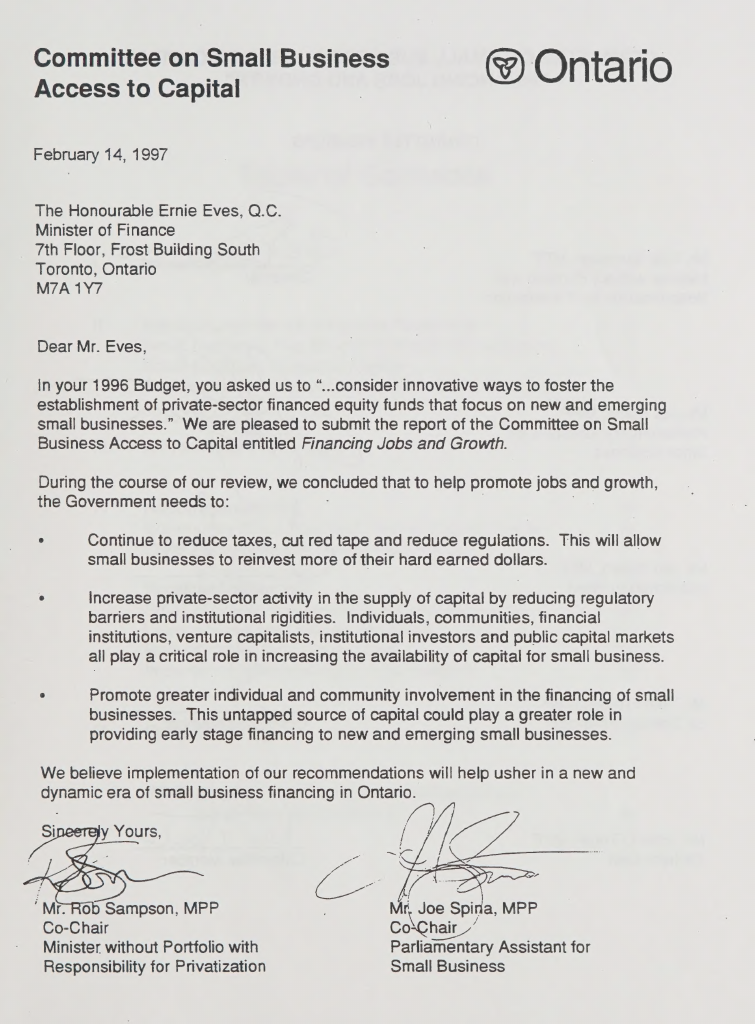 Committee on Small Business
Access to Capital
Ontario
February 14, 1997
The Honourable Ernie Eves, Q.C.
Minister of Finance
7th Floor, Frost Building South
Toronto, Ontario
M7A 1Y7
Dear Mr. Eves,
In your 1996 Budget, you asked us to “...consider innovative ways to foster the
establishment of private-sector financed equity funds that focus on new and emerging
small businesses.” We are pleased to submit the report of the Committee on Small
Business Access to Capital entitled Financing Jobs and Growth.
During the course of our review, we concluded that to help promote jobs and growth,
the Government needs to:
• Continue to reduce taxes, cut red tape and reduce regulations. This will allow
small businesses to reinvest more of their hard earned dollars.
• Increase private-sector activity in the supply of capital by reducing regulatory
barriers and institutional rigidities. Individuals, communities, financial
institutions, venture capitalists, institutional investors and public capital markets
all play a critical role in increasing the availability of capital for small business.
• Promote greater individual and community involvement in the financing of small
businesses. This untapped source of capital could play a greater role in
providing early stage financing to new and emerging small businesses.
We believe implementation of our recommendations will help usher in a new and
dynamic era of small business financing in Ontario.
Sincerely Yours,
Mr. Rob Sampson, MPP
Co-Chair
Minister without Portfolio with
Responsibility for Privatization
Mr. Joe Spina, MPP
Co-Chair
Parliamentary Assistant for
Small Business